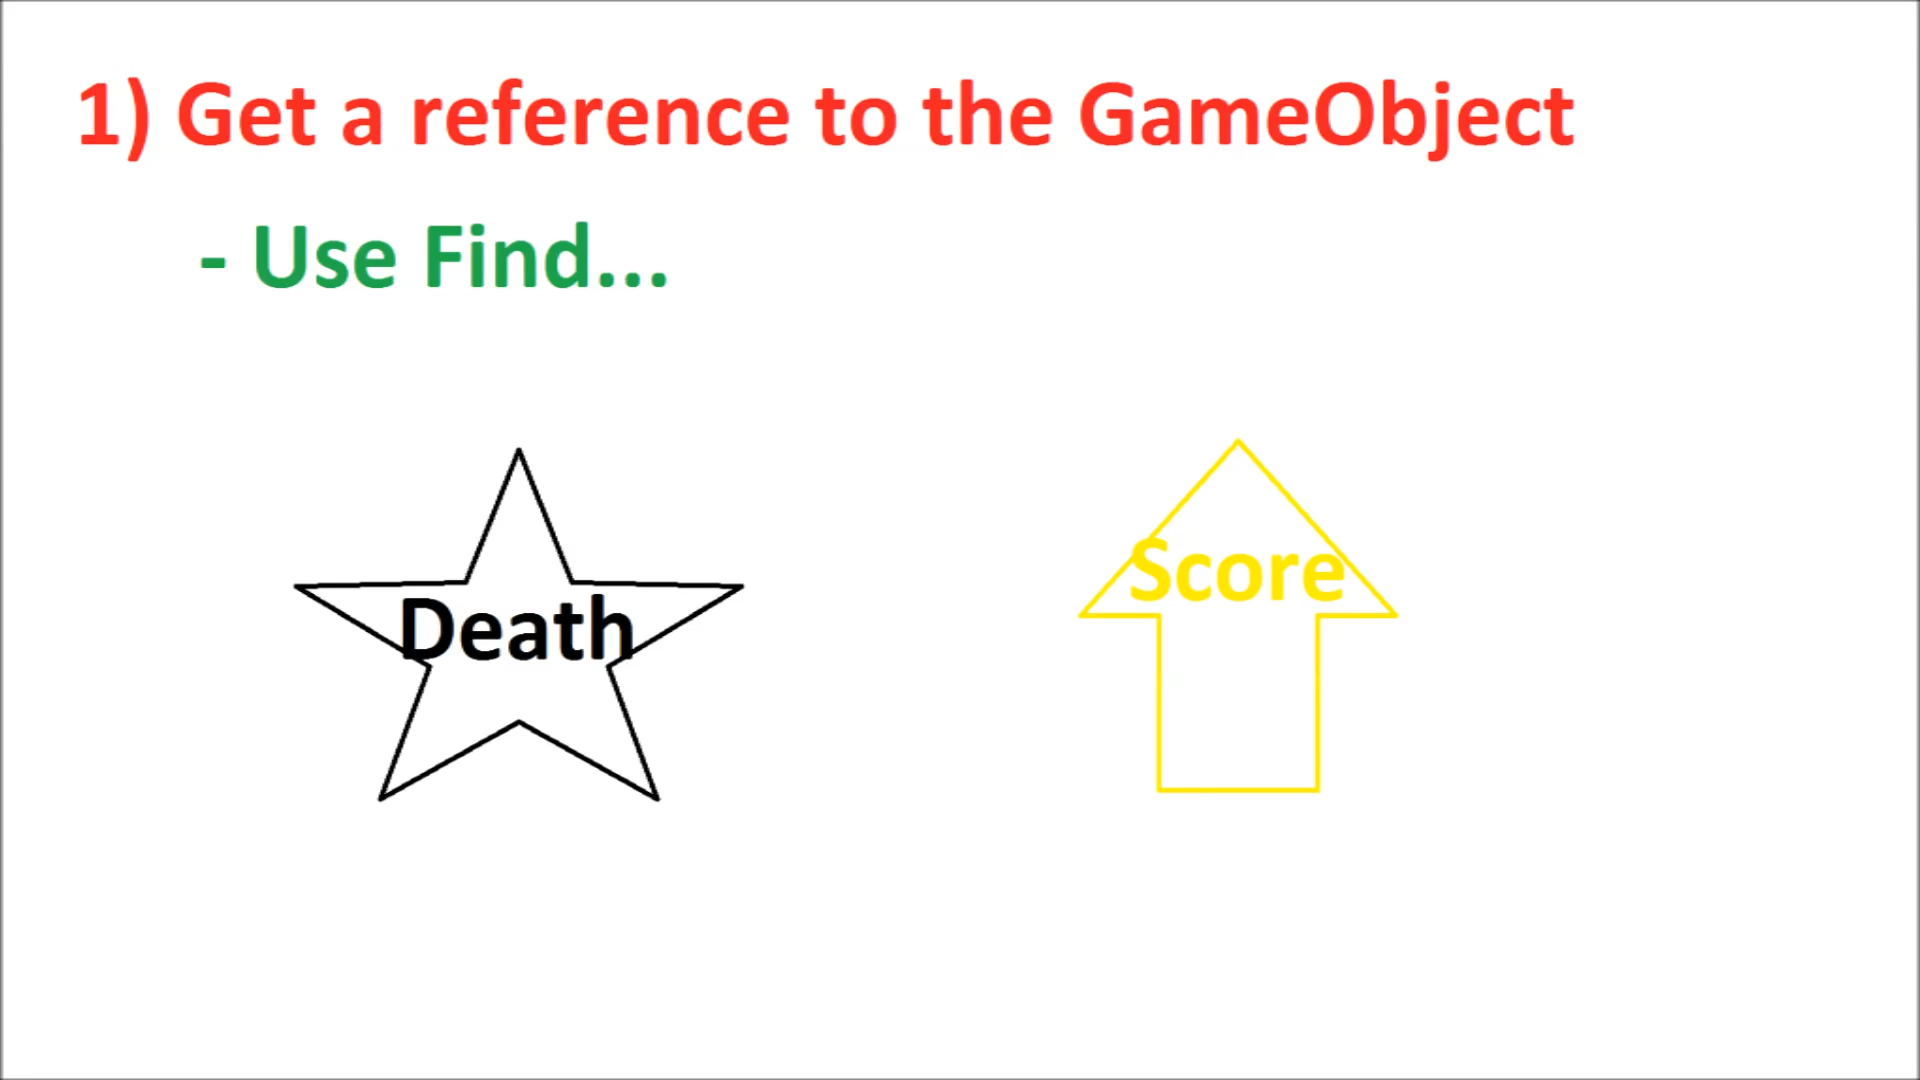 1) Get a reference to the GameObject
- Use Find...
Death
Score